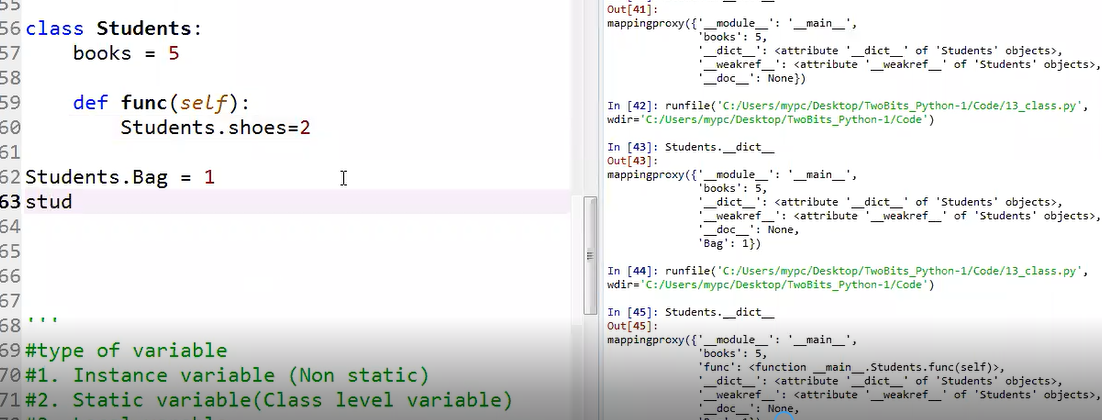 55
56 class Students:
57     books = 5
58
59     def func(self):
60         Students.shoes=2
61
62 Students.Bag = 1
63 stud
64
65
66
67
68 '''
69 #type of variable
70 #1. Instance variable (Non static)
71 #2. Static variable(Class level variable)
Out[41]:
mappingproxy({'__module__': '__main__',
'books': 5,
'__dict__': <attribute '__dict__' of 'Students' objects>,
'__weakref__': <attribute '__weakref__' of 'Students' objects>,
'__doc__': None})
In [42]: runfile('C:/Users/mypc/Desktop/TwoBits_Python-1/Code/13_class.py',
wdir='C:/Users/mypc/Desktop/TwoBits_Python-1/Code')
In [43]: Students.__dict__
Out[43]:
mappingproxy({'__module__': '__main__',
'books': 5,
'__dict__': <attribute '__dict__' of 'Students' objects>,
'__weakref__': <attribute '__weakref__' of 'Students' objects>,
'__doc__': None,
'Bag': 1})
In [44]: runfile('C:/Users/mypc/Desktop/TwoBits_Python-1/Code/13_class.py',
wdir='C:/Users/mypc/Desktop/TwoBits_Python-1/Code')
In [45]: Students.__dict__
Out[45]:
mappingproxy({'__module__': '__main__',
'books': 5,
'func': <function __main__.Students.func(self)>,
'__dict__': <attribute '__dict__' of 'Students' objects>,
'__weakref__': <attribute '__weakref__' of 'Students' objects>,
'__doc__': None,